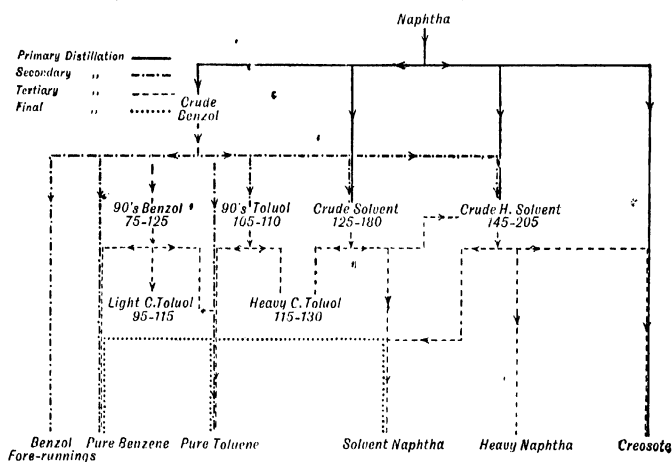 Naphtha
Primary Distillation
Secondary "
Tertiary "
Final "
Crude
Benzol
90's Benzol
75-125
90's Toluol
105-110
Crude Solvent
125-180
Crude H. Solvent
145-205
Light C. Toluol
95-115
Heavy C. Toluol
115-130
Benzol
Fore-runnings
Pure Benzene
Pure Toluene
Solvent Naphtha
Heavy Naphtha
Creosote